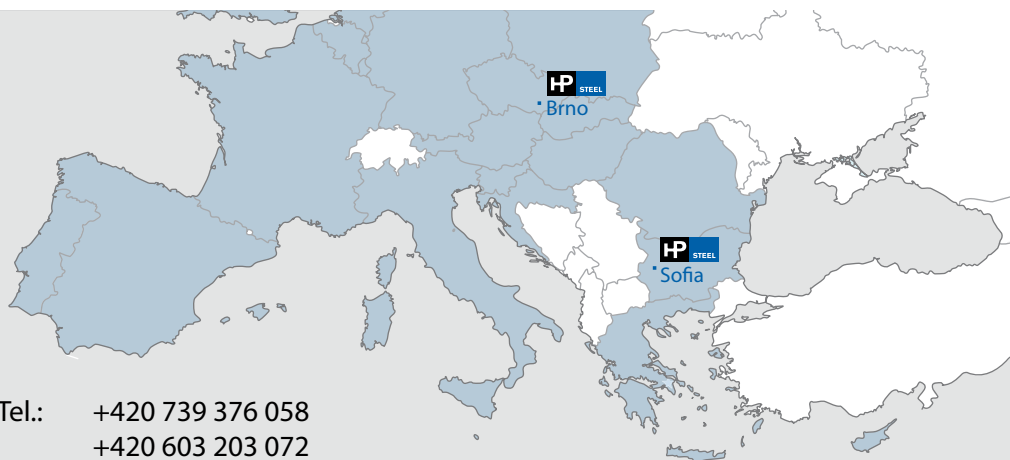 HP STEEL
Brno
HP STEEL
Sofia
Tel.: +420 739 376 058
+420 603 203 072